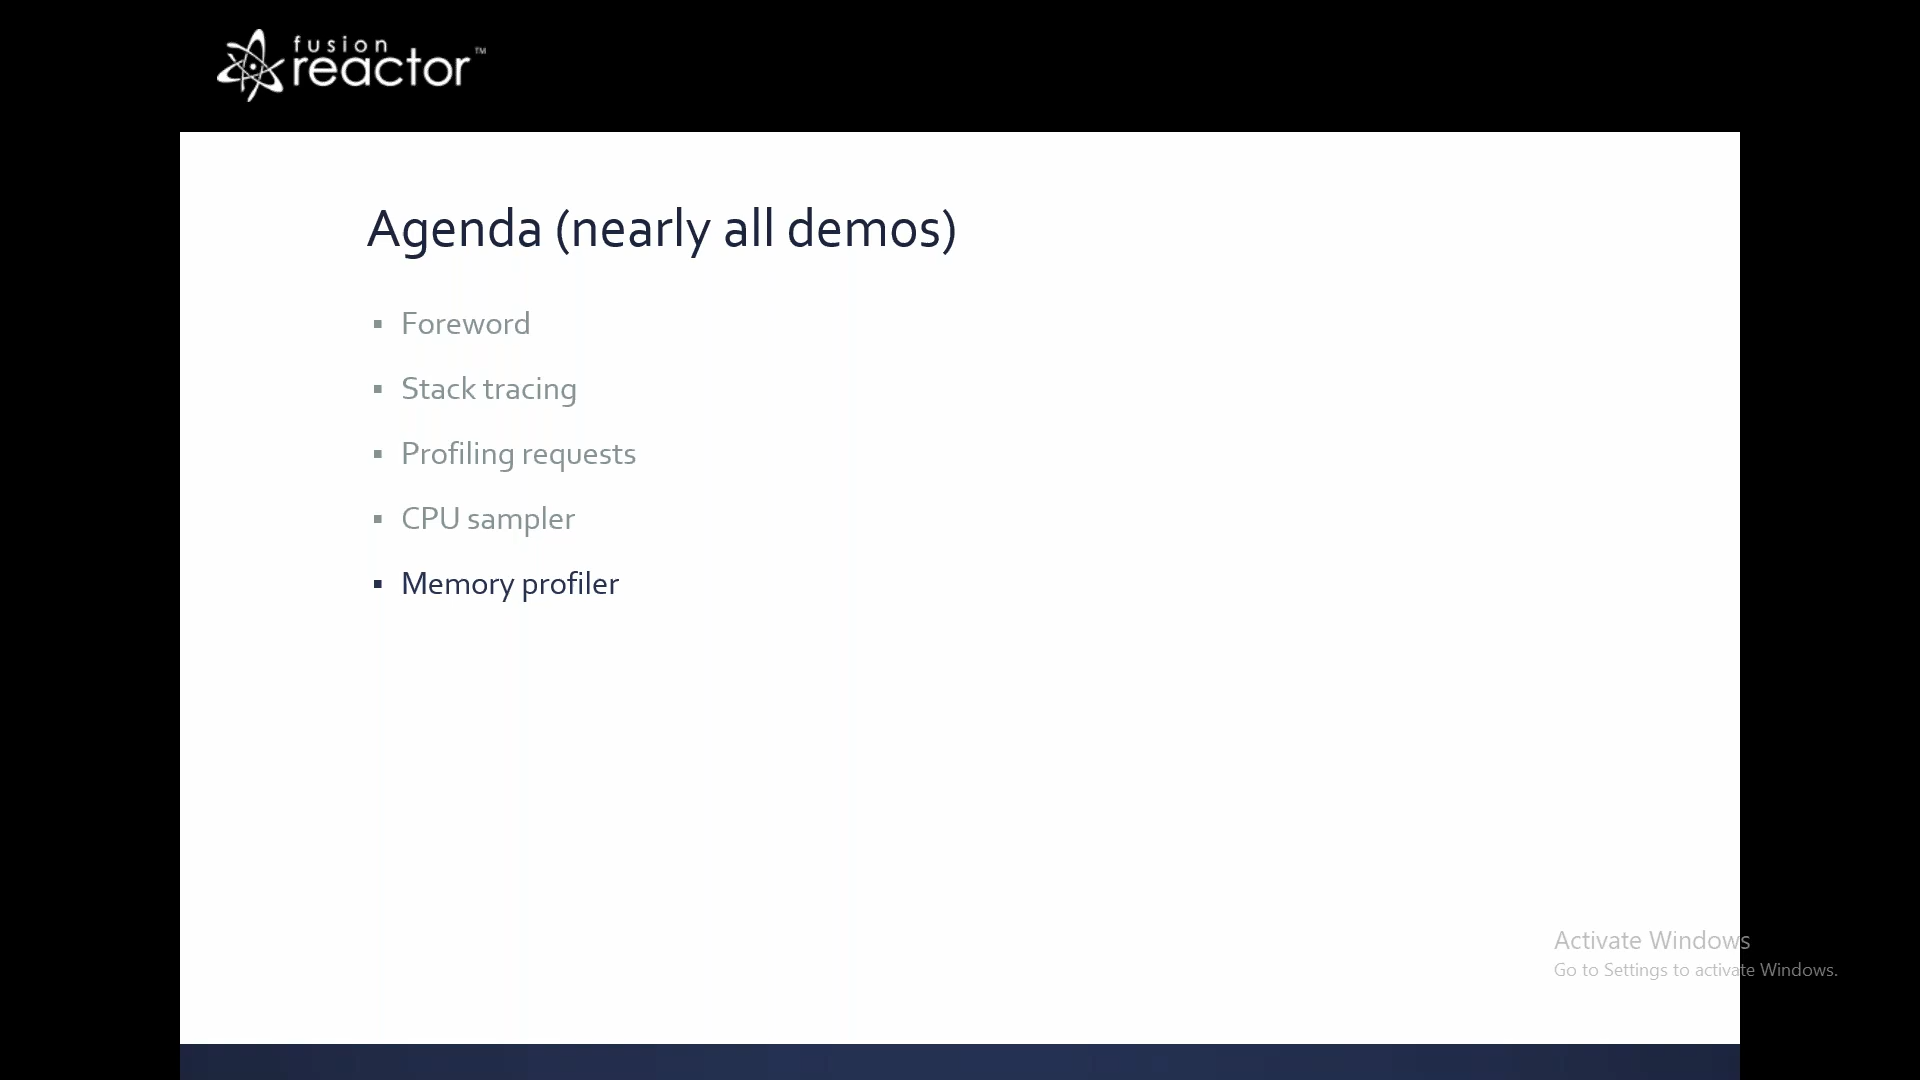 fusion
reactor™
Agenda (nearly all demos)
▪ Foreword
▪ Stack tracing
▪ Profiling requests
▪ CPU sampler
▪ Memory profiler
Activate Windows
Go to Settings to activate Windows.